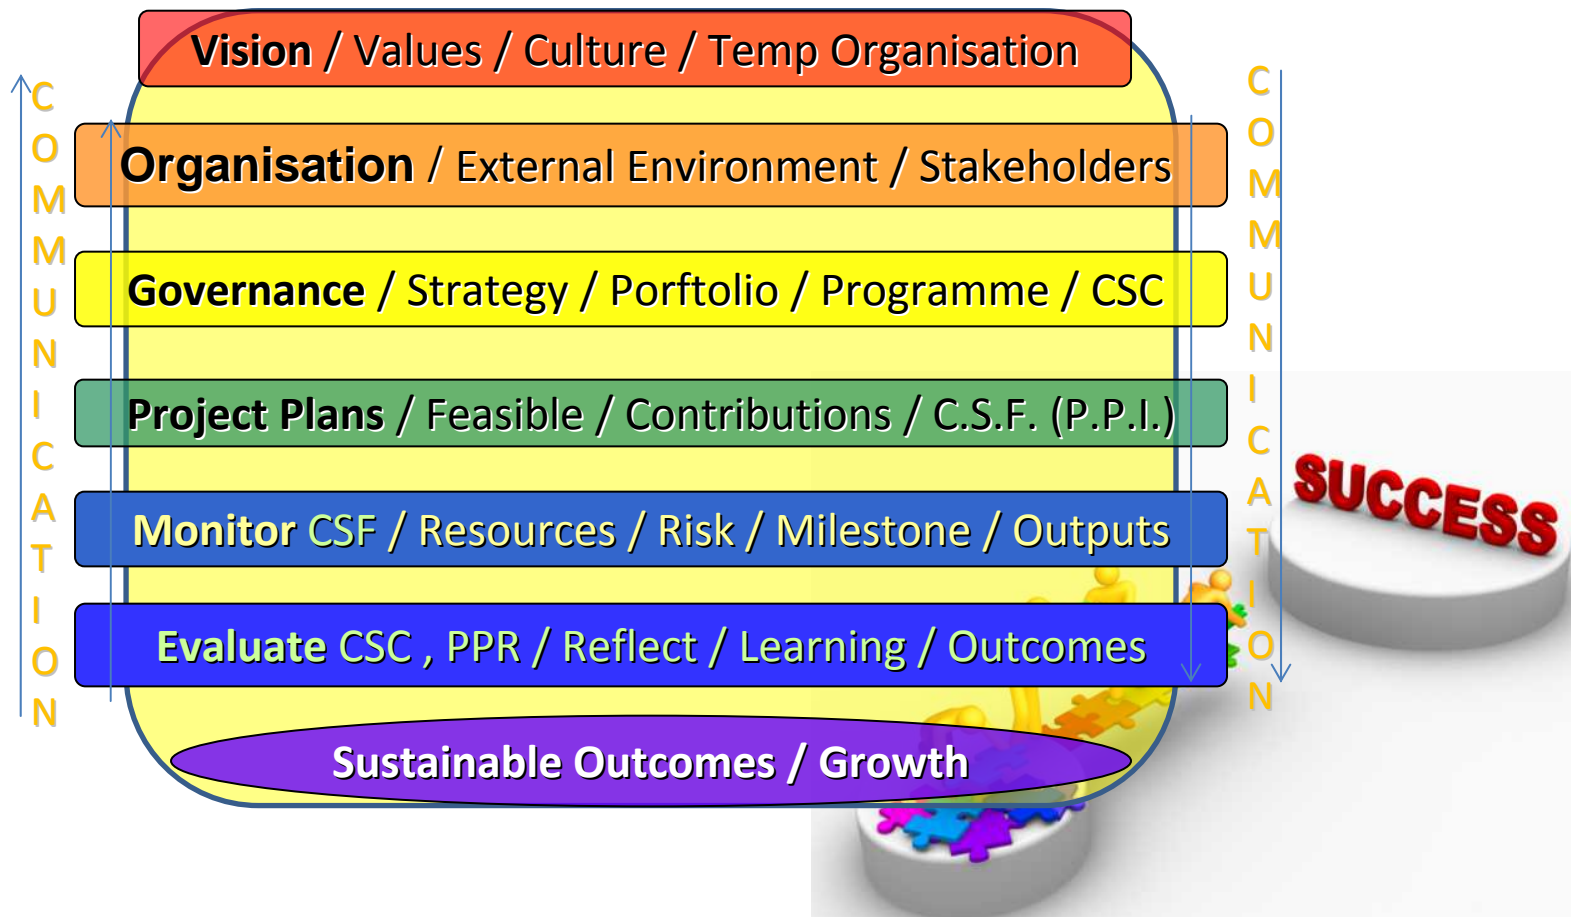 Vision / Values / Culture / Temp Organisation
COMMUNICATION
Organisation / External Environment / Stakeholders
Governance / Strategy / Porftolio / Programme / CSC
Project Plans / Feasible / Contributions / C.S.F. (P.P.I.)
Monitor CSF / Resources / Risk / Milestone / Outputs
Evaluate CSC , PPR / Reflect / Learning / Outcomes
Sustainable Outcomes / Growth
COMMUNICATION
SUCCESS